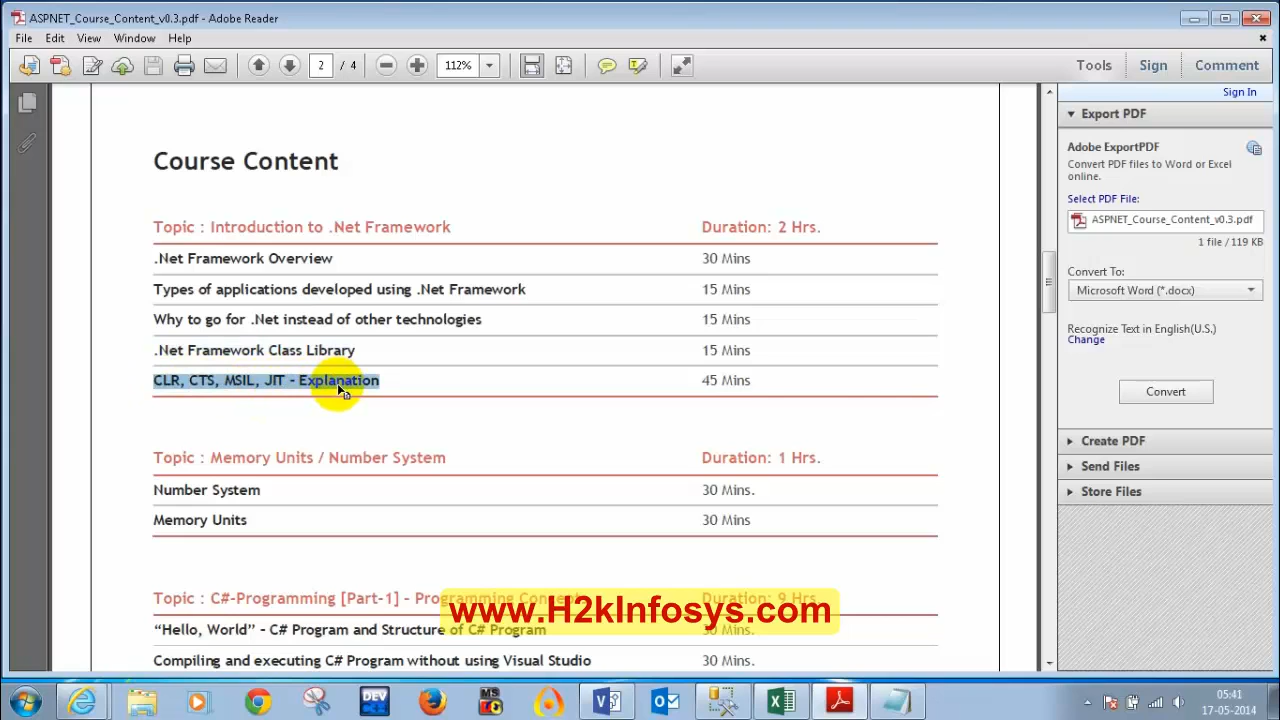 ASPNET_Course_Content_v0.3.pdf - Adobe Reader
File Edit View Window Help
2 / 4 112% Tools Sign Comment
Sign In
Export PDF
Adobe ExportPDF
Convert PDF files to Word or Excel
online.
Select PDF File:
ASPNET_Course_Content_v0.3.pdf
1 file / 119 KB
Convert To:
Microsoft Word (*.docx)
Recognize Text in English(U.S.)
Change
Convert
Create PDF
Send Files
Store Files
Course Content
Topic : Introduction to .Net Framework Duration: 2 Hrs.
.Net Framework Overview 30 Mins
Types of applications developed using .Net Framework 15 Mins
Why to go for .Net instead of other technologies 15 Mins
.Net Framework Class Library 15 Mins
CLR, CTS, MSIL, JIT - Explanation 45 Mins
Topic : Memory Units / Number System Duration: 1 Hrs.
Number System 30 Mins.
Memory Units 30 Mins
Topic : C#-Programming [Part-1] - Programming Concepts Duration: 9 Hrs
www.H2kInfosys.com
“Hello, World” - C# Program and Structure of C# Program 30 Mins.
Compiling and executing C# Program without using Visual Studio 30 Mins.
DEV
MS
05:41
17-05-2014